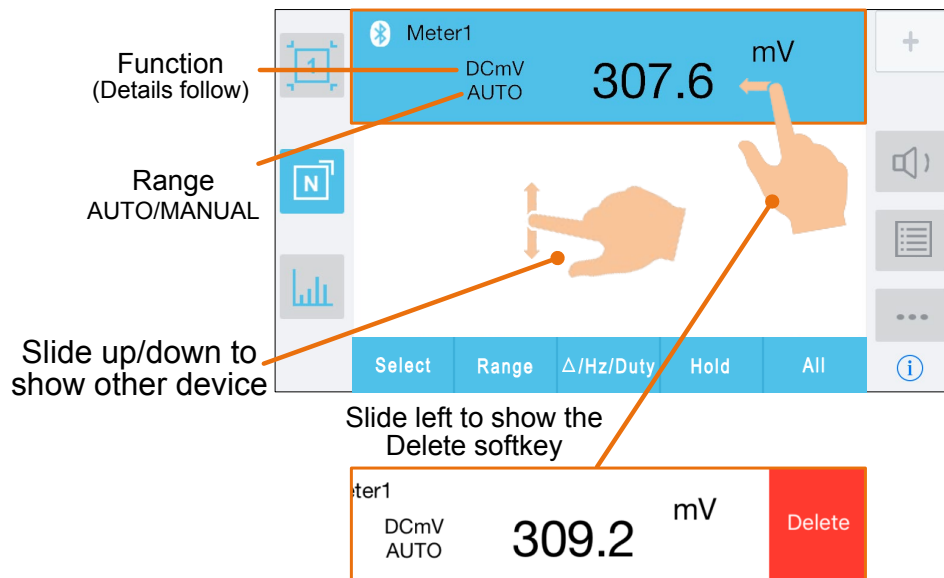 Function
(Details follow)
Range
AUTO/MANUAL
Slide up/down to
show other device
1
N
Meter1
DCmV
AUTO
307.6
mV
+
Select
Range
Δ/Hz/Duty
Hold
All
i
Slide left to show the
Delete softkey
eter1
DCmV
AUTO
309.2
mV
Delete